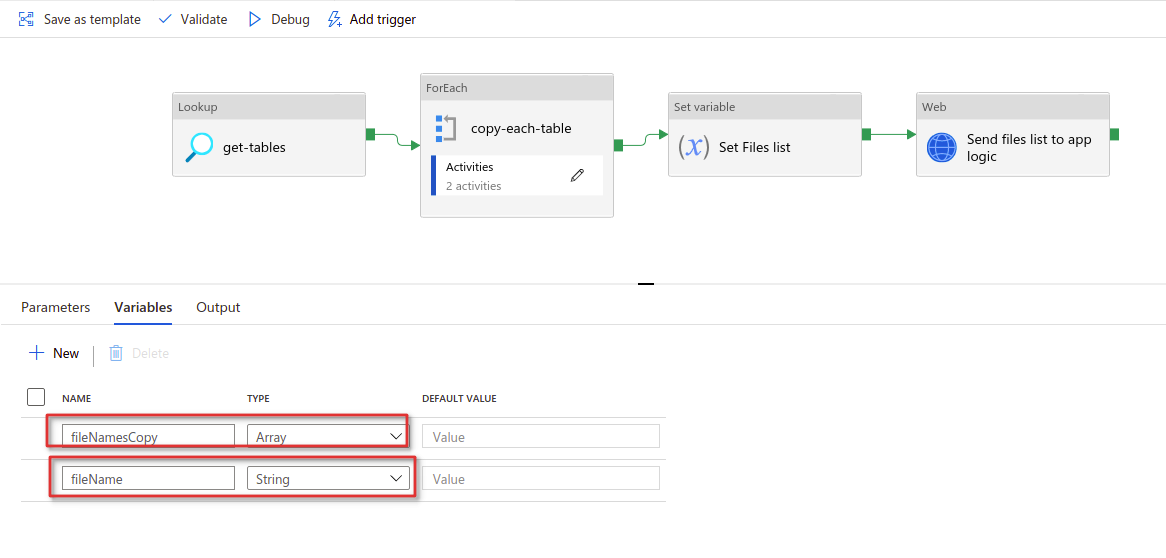 Save as template Validate Debug Add trigger
Lookup
get-tables
ForEach
copy-each-table
Activities
2 activities
Set variable
(x) Set Files list
Web
Send files list to app
logic
Parameters Variables Output
New Delete
NAME TYPE DEFAULT VALUE
fileNamesCopy Array Value
fileName String Value